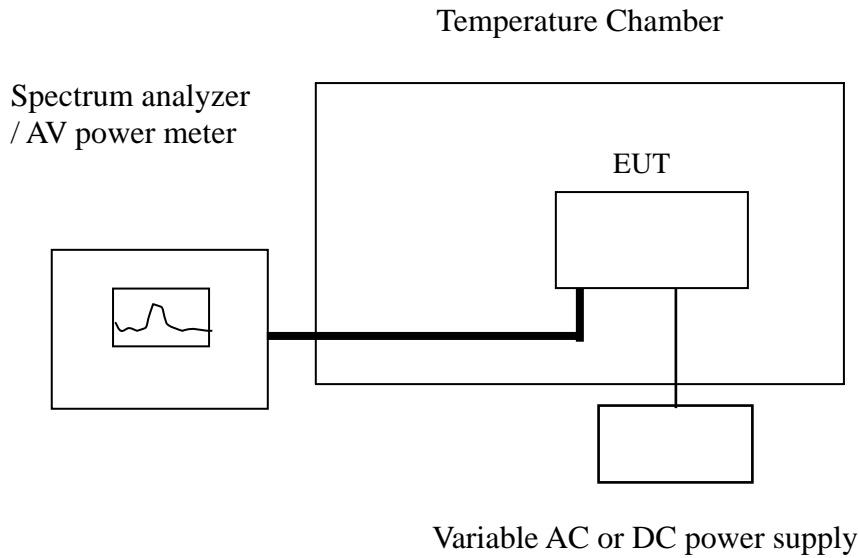 Temperature Chamber
Spectrum analyzer
/ AV power meter
EUT
Variable AC or DC power supply